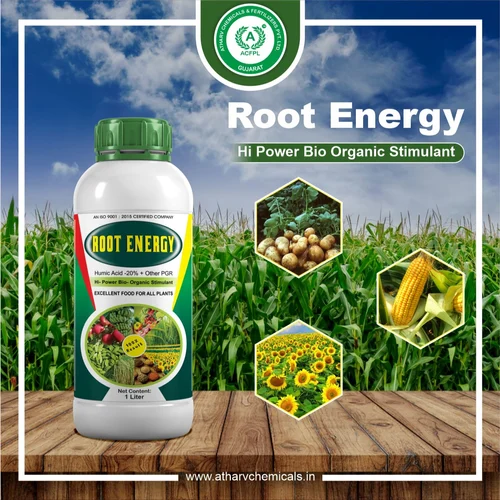 ATHARV CHEMICALS & FERTILIZERS PVT. LTD
A
ACFPL
GUJARAT
Root Energy
Hi Power Bio Organic Stimulant
AN ISO 9001 : 2015 CERTIFIED COMPANY
ROOT ENERGY
Humic Acid -20% + Other PGR
Hi- Power Bio- Organic Stimulant
EXCELLENT FOOD FOR ALL PLANTS
Net Content:
1 Liter
www.atharvchemicals.in